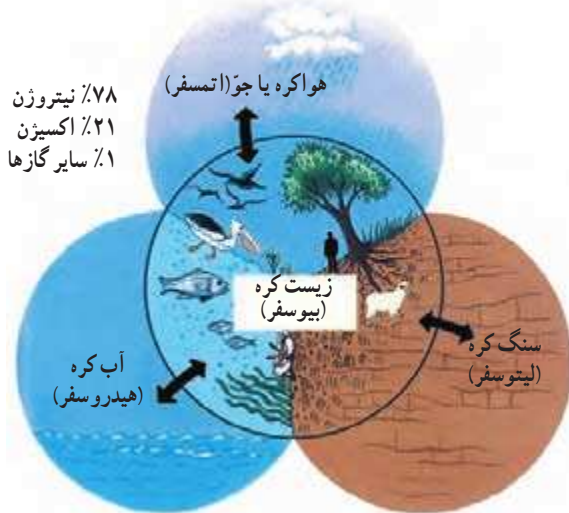 هواکره یا جوّ(اتمسفر)
۷۸٪ نیتروژن
۲۱٪ اکسیژن
۱٪ سایر گازها
زیست کره
(بیوسفر)
سنگ کره
(لیتوسفر)
آب کره
(هیدروسفر)